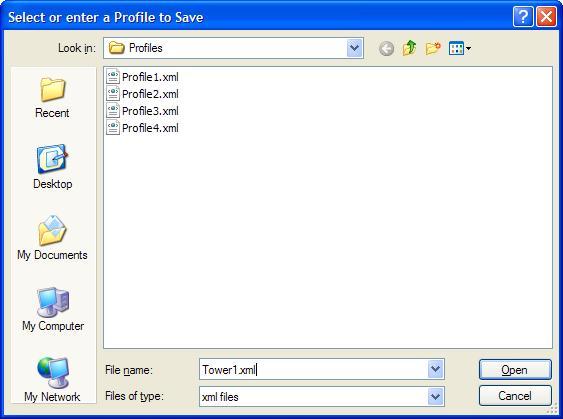 Select or enter a Profile to Save
Look in: Profiles
Recent
Desktop
My Documents
My Computer
My Network
Profile1.xml
Profile2.xml
Profile3.xml
Profile4.xml
File name: Tower1.xml Open
Files of type: xml files Cancel